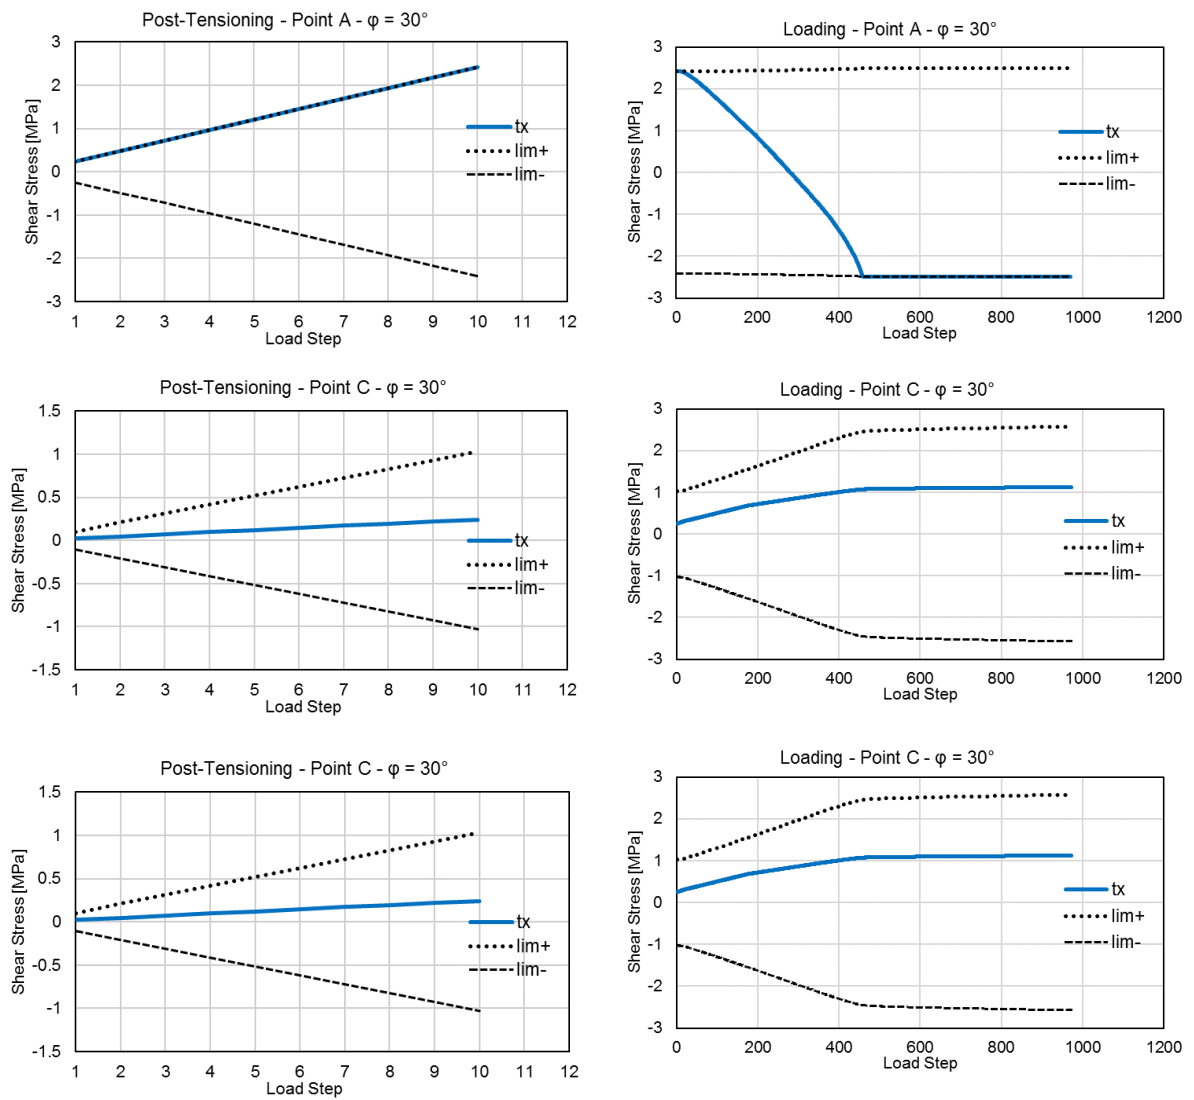 Post-Tensioning - Point A - φ = 30°
Shear Stress [MPa]
3
2
1
0
-1
-2
-3
tx
lim+
lim-
1 2 3 4 5 6 7 8 9 10 11 12
Load Step
Loading - Point A - φ = 30°
Shear Stress [MPa]
3
2
1
0
-1
-2
-3
tx
lim+
lim-
0 200 400 600 800 1000 1200
Load Step
Post-Tensioning - Point C - φ = 30°
Shear Stress [MPa]
1.5
1
0.5
0
-0.5
-1
-1.5
tx
lim+
lim-
1 2 3 4 5 6 7 8 9 10 11 12
Load Step
Loading - Point C - φ = 30°
Shear Stress [MPa]
3
2
1
0
-1
-2
-3
tx
lim+
lim-
0 200 400 600 800 1000 1200
Load Step
Post-Tensioning - Point C - φ = 30°
Shear Stress [MPa]
1.5
1
0.5
0
-0.5
-1
-1.5
tx
lim+
lim-
1 2 3 4 5 6 7 8 9 10 11 12
Load Step
Loading - Point C - φ = 30°
Shear Stress [MPa]
3
2
1
0
-1
-2
-3
tx
lim+
lim-
0 200 400 600 800 1000 1200
Load Step